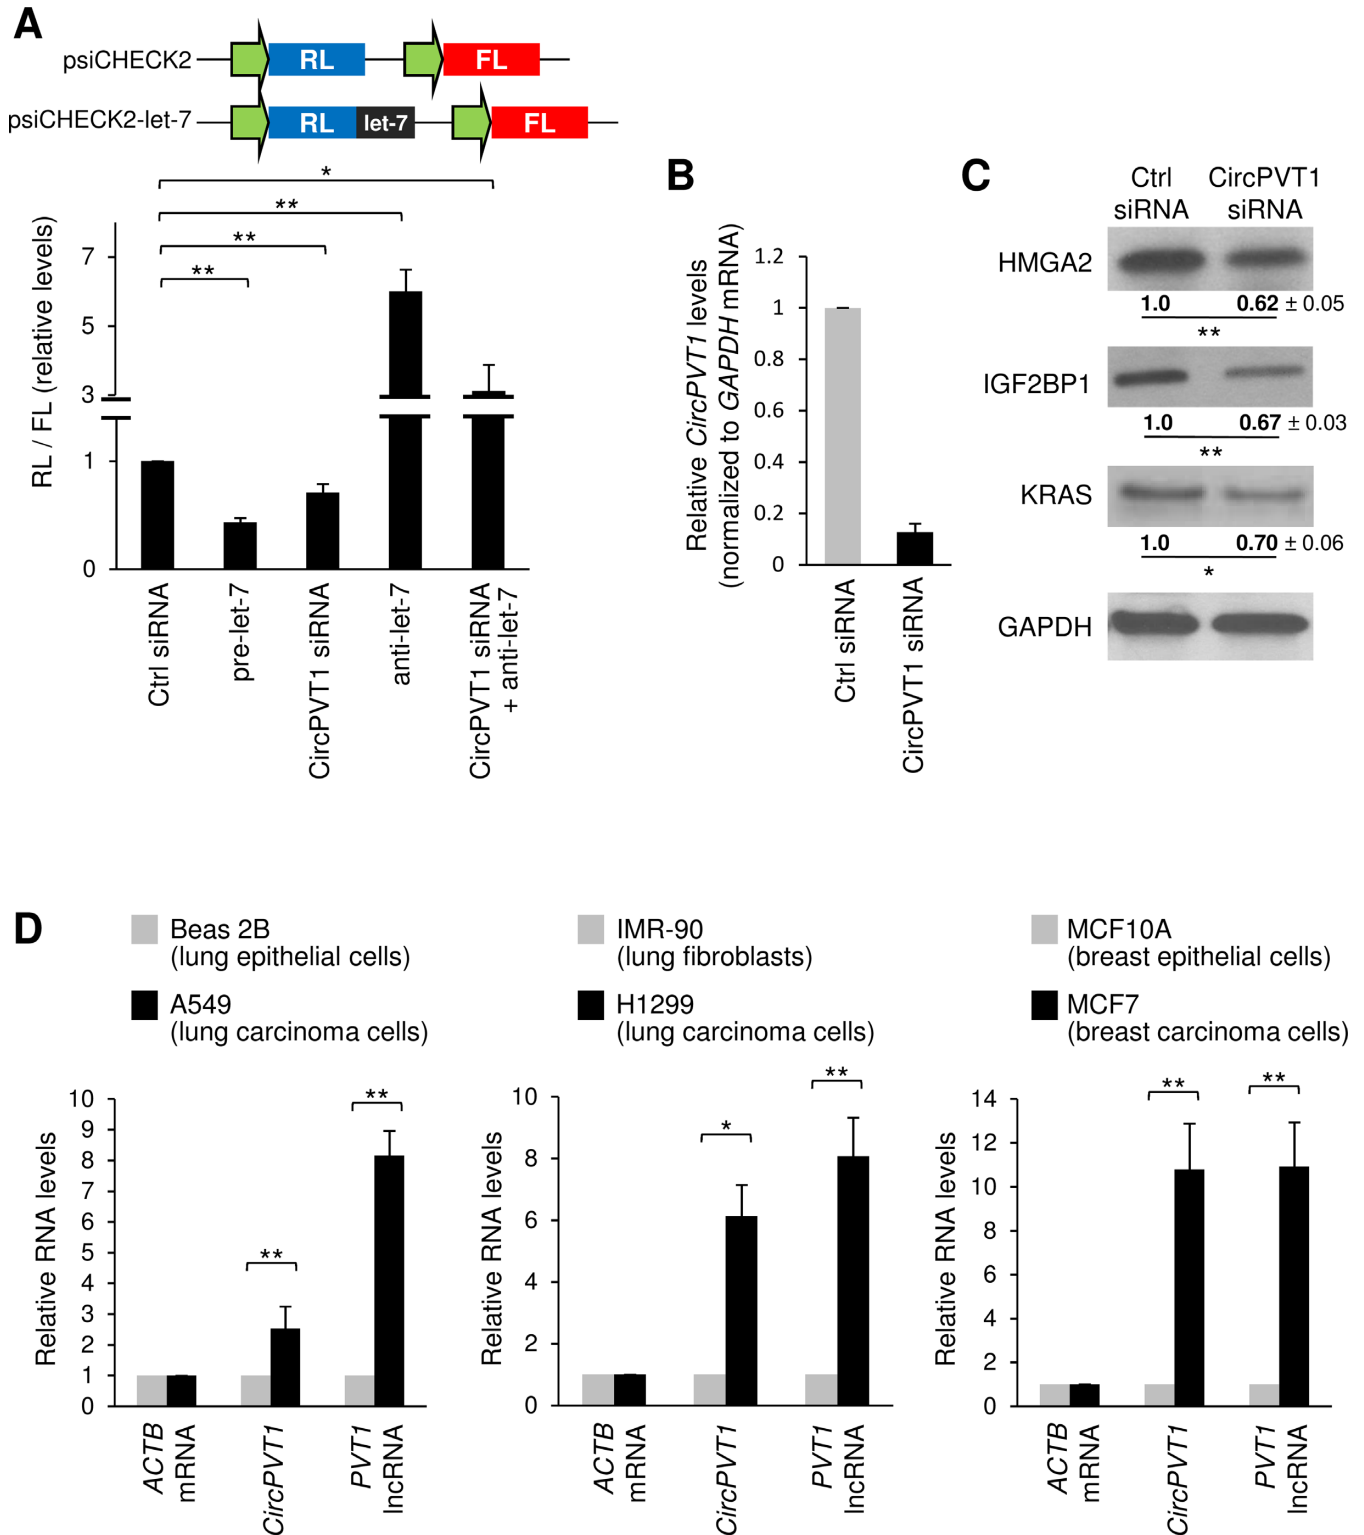 A
psiCHECK2
RL
FL
psiCHECK2-let-7
RL
let-7
FL
*
**
**
**
RL / FL (relative levels)
7
5
3
1
0
Ctrl siRNA
pre-let-7
CircPVT1 siRNA
anti-let-7
CircPVT1 siRNA
+ anti-let-7
B
Relative CircPVT1 levels
(normalized to GAPDH mRNA)
1.2
1
0.8
0.6
0.4
0.2
0
Ctrl siRNA
CircPVT1 siRNA
C
Ctrl
siRNA
CircPVT1
siRNA
HMGA2
1.0
0.62 ± 0.05
**
IGF2BP1
1.0
0.67 ± 0.03
**
KRAS
1.0
0.70 ± 0.06
*
GAPDH
D
Beas 2B
(lung epithelial cells)
A549
(lung carcinoma cells)
Relative RNA levels
10
9
8
7
6
5
4
3
2
1
0
**
**
ACTB
mRNA
CircPVT1
PVT1
lncRNA
IMR-90
(lung fibroblasts)
H1299
(lung carcinoma cells)
Relative RNA levels
10
8
6
4
2
0
*
**
ACTB
mRNA
CircPVT1
PVT1
lncRNA
MCF10A
(breast epithelial cells)
MCF7
(breast carcinoma cells)
Relative RNA levels
14
12
10
8
6
4
2
0
**
**
ACTB
mRNA
CircPVT1
PVT1
lncRNA